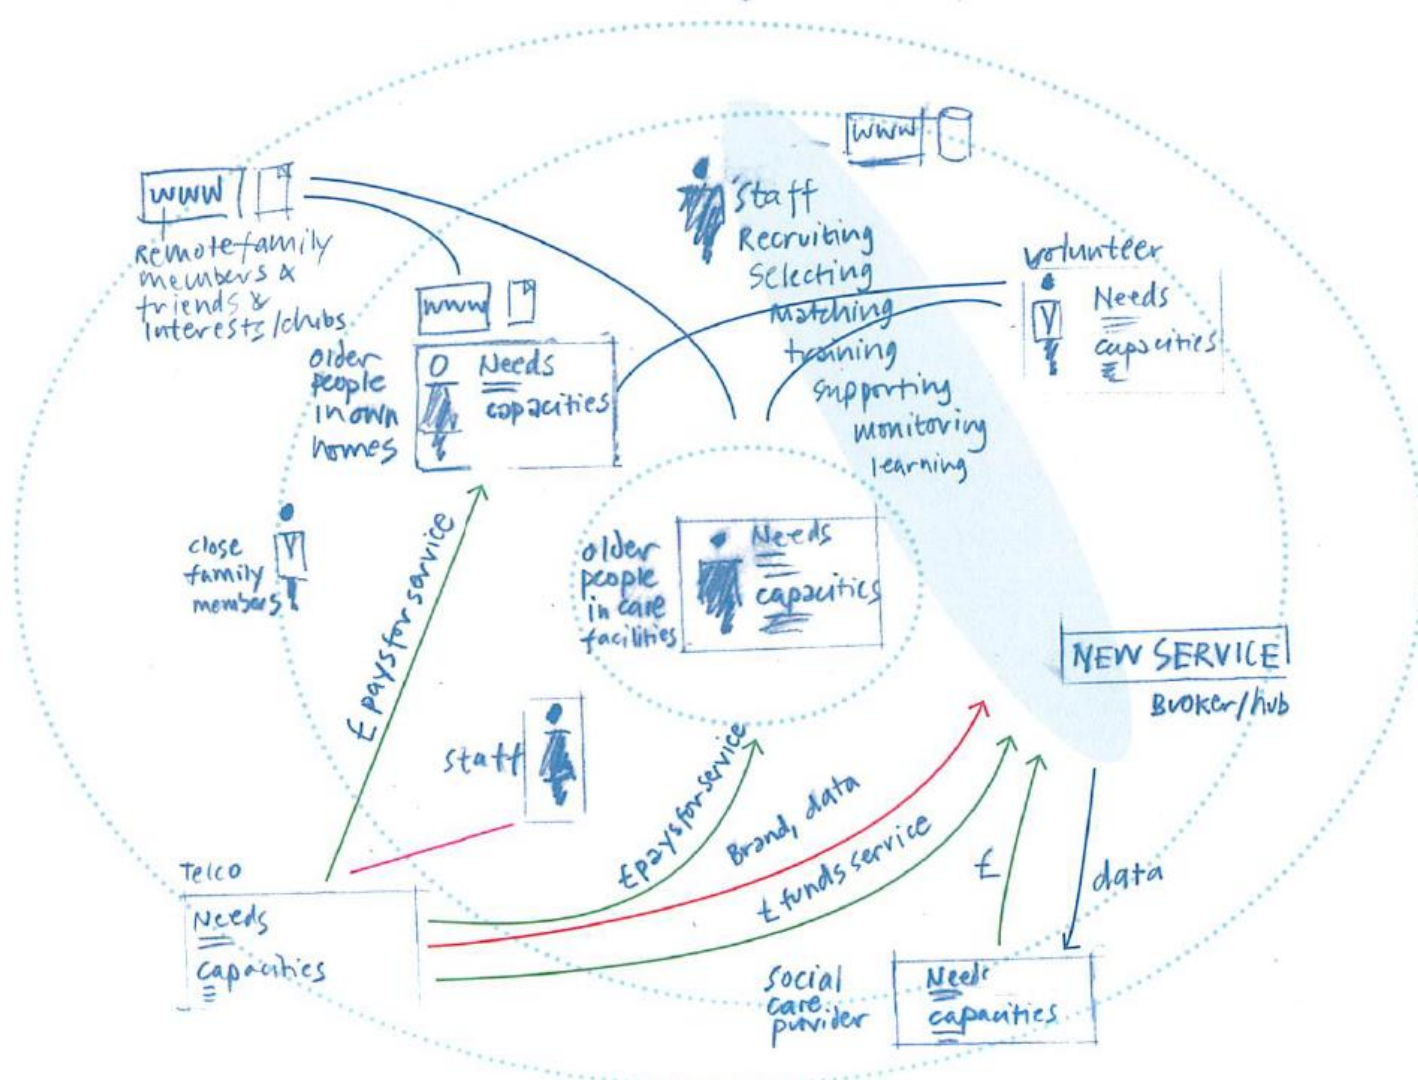 www
Remote family
members &
friends &
interests/clubs
www
Staff
Recruiting
Selecting
Matching
training
supporting
monitoring
learning
volunteer
Needs
capacities
www
older
people
in own
homes
Needs
capacities
close
family
members
£ pays for service
older
people
in care
facilities
Needs
capacities
NEW SERVICE
Broker/hub
staff
£ pays for service
Brand, data
£ funds service
£
data
Telco
Needs
capacities
social
care
provider
Needs
capacities